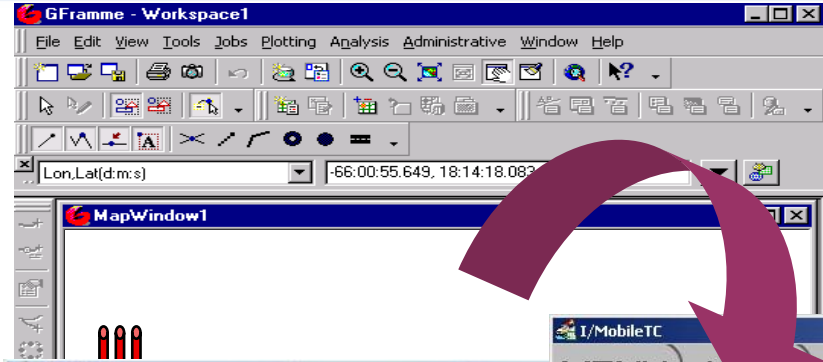 GFramme - Workspace1
File Edit View Tools Jobs Plotting Analysis Administrative Window Help
Lon,Lat(d:m:s) -66:00:55.649, 18:14:18.083
MapWindow1
I/MobileTC